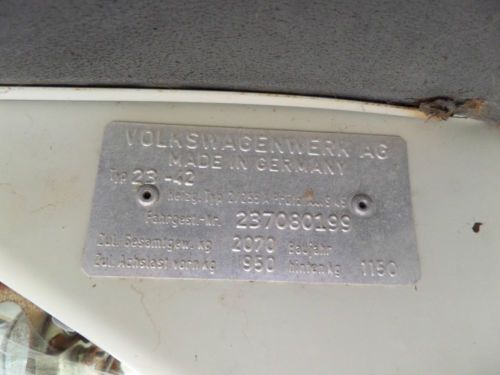 VOLKSWAGENWERK AG
MADE IN GERMANY
Typ 23-42
Fahrgest.-Nr. 237080199
Zul. Gesamtgew. kg 2070 Baujahr
Zul. Achslast vorn kg 950 hinten kg 1150